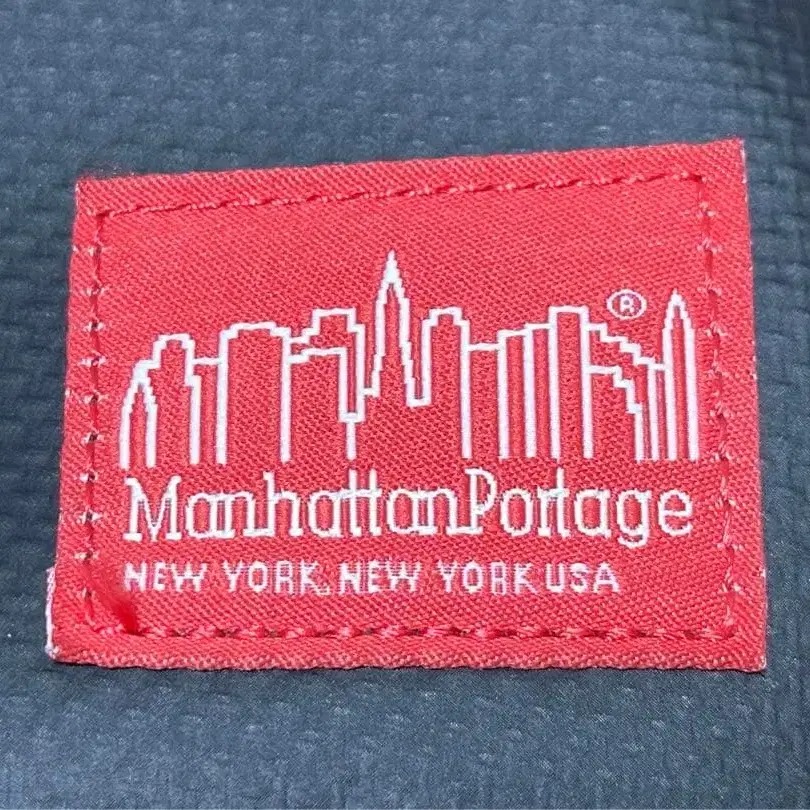 ®
ManhattanPortage
NEW YORK, NEW YORK USA